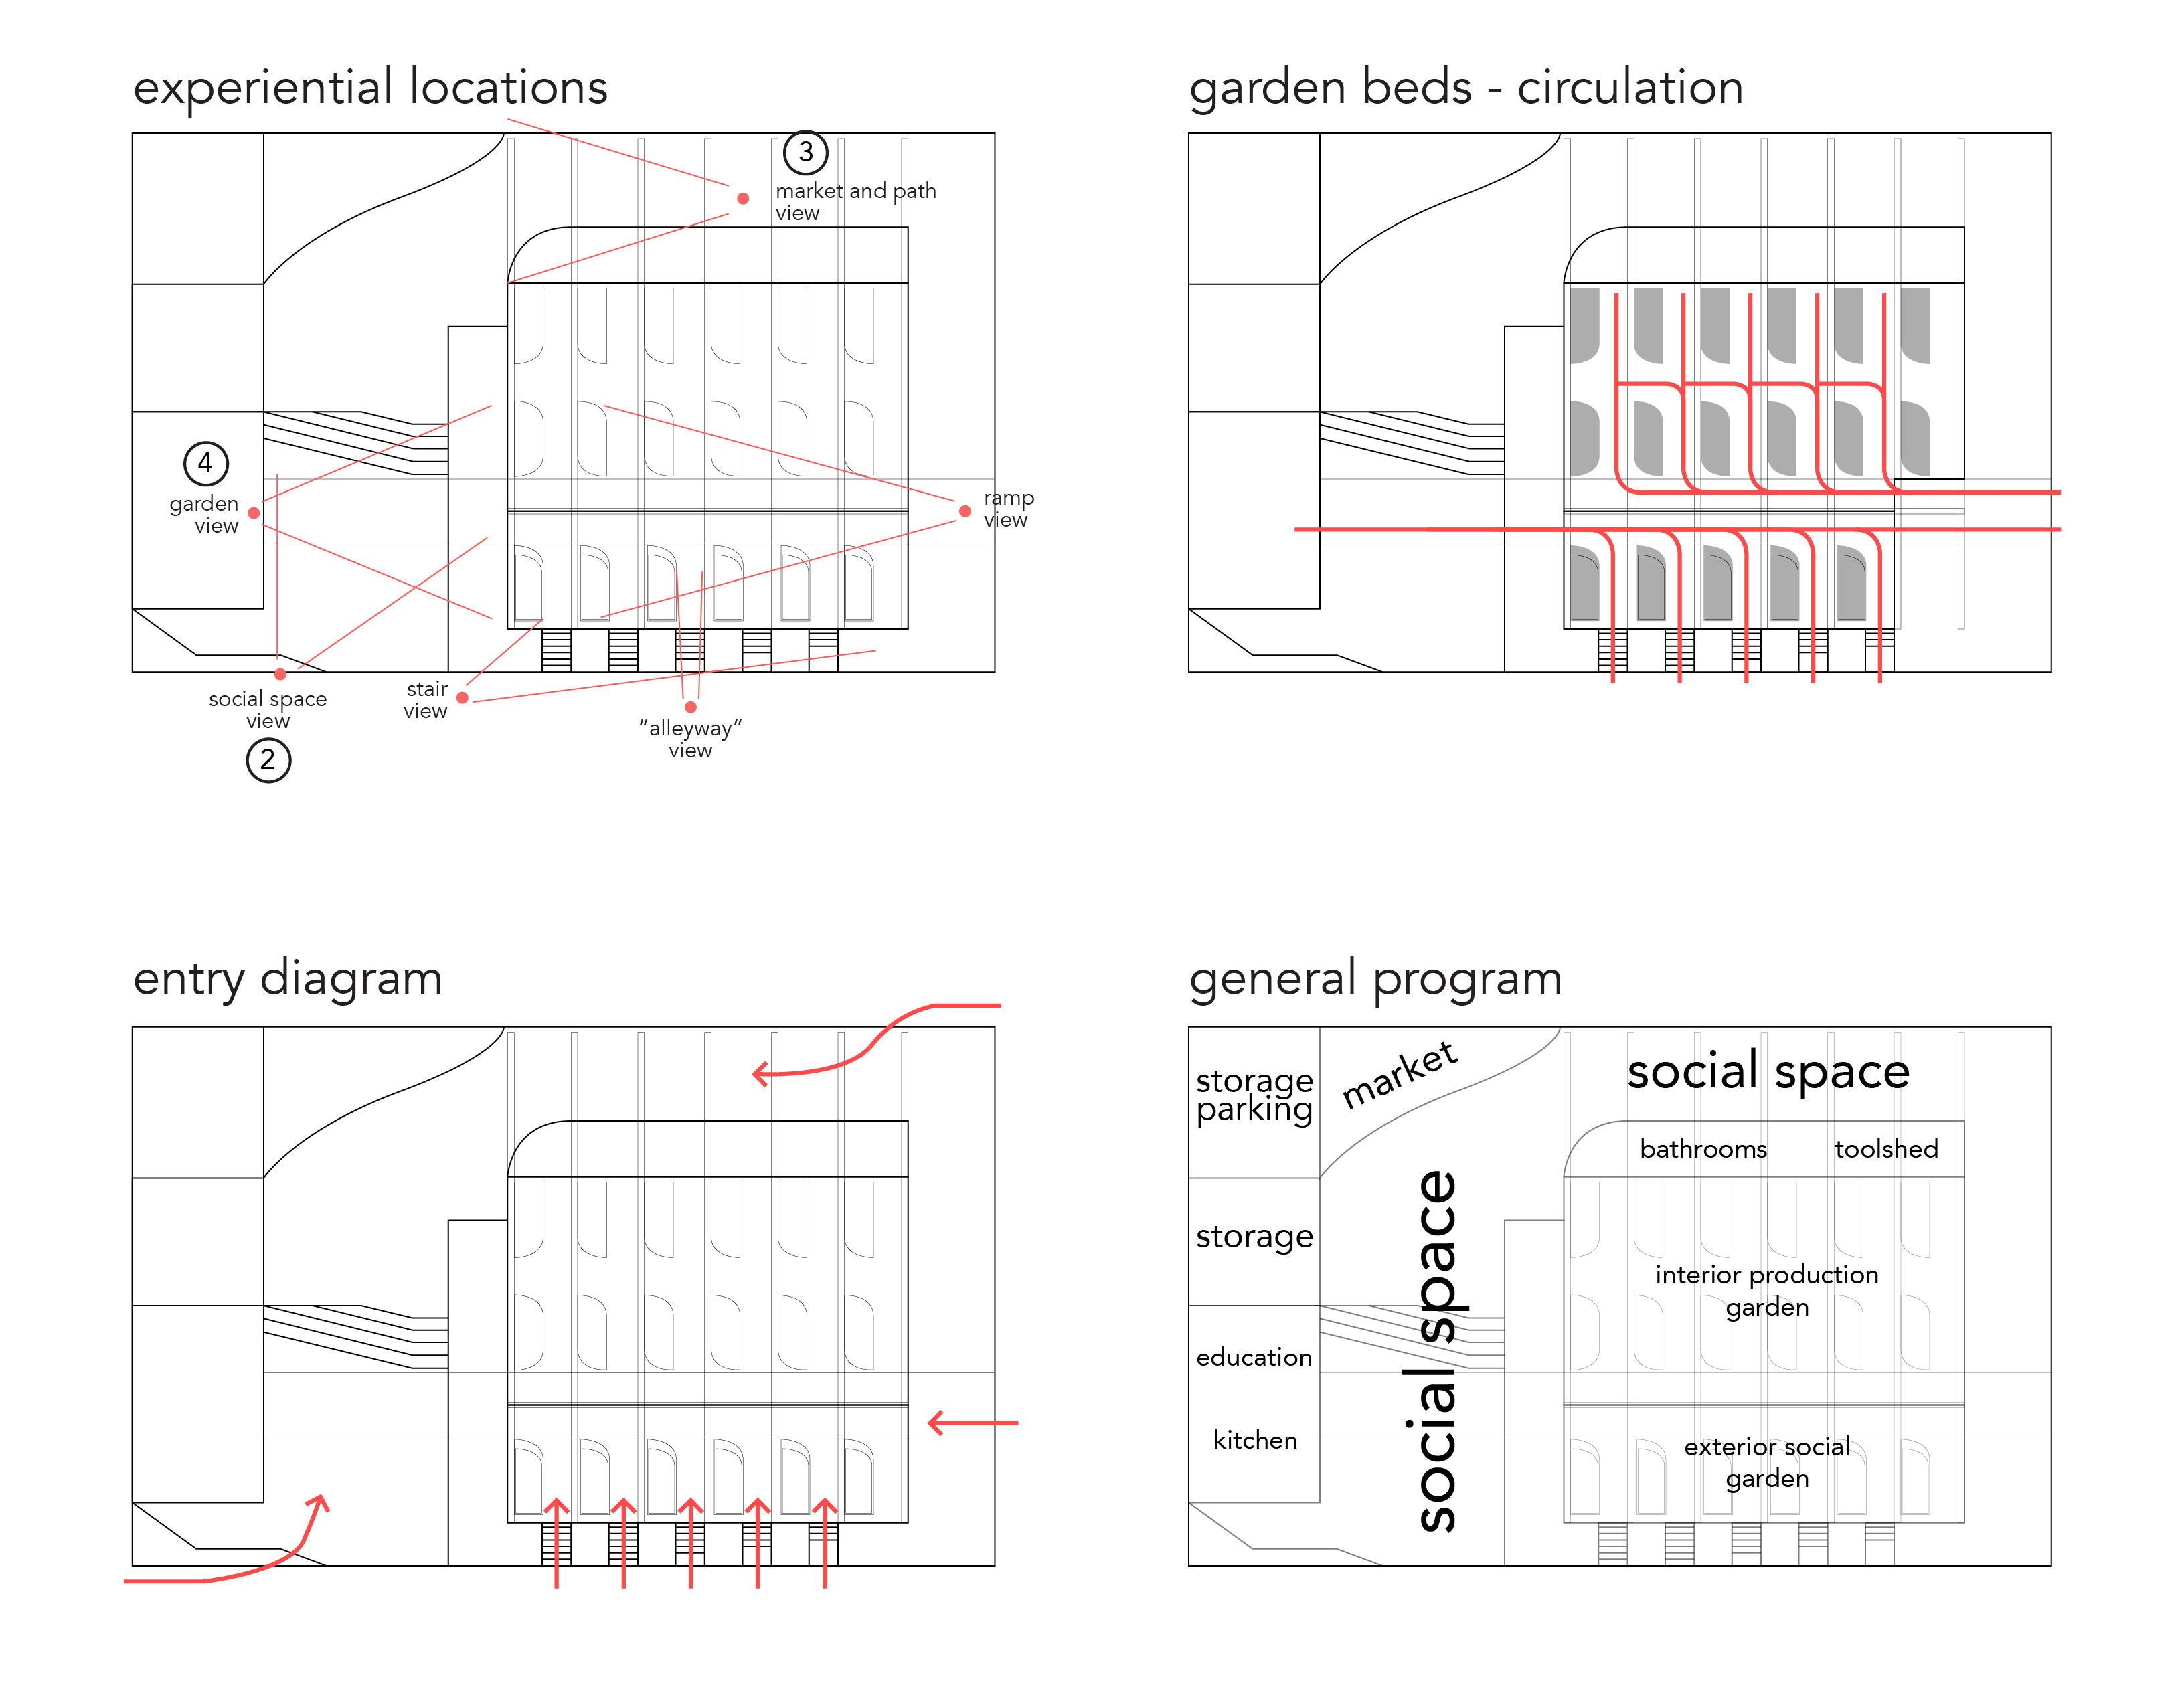 experiential locations
3
market and path
view
4
garden
view
ramp
view
social space
view
2
stair
view
“alleyway”
view
garden beds - circulation
entry diagram
general program
storage
parking
market
social space
bathrooms
toolshed
storage
social space
interior production
garden
education
kitchen
exterior social
garden